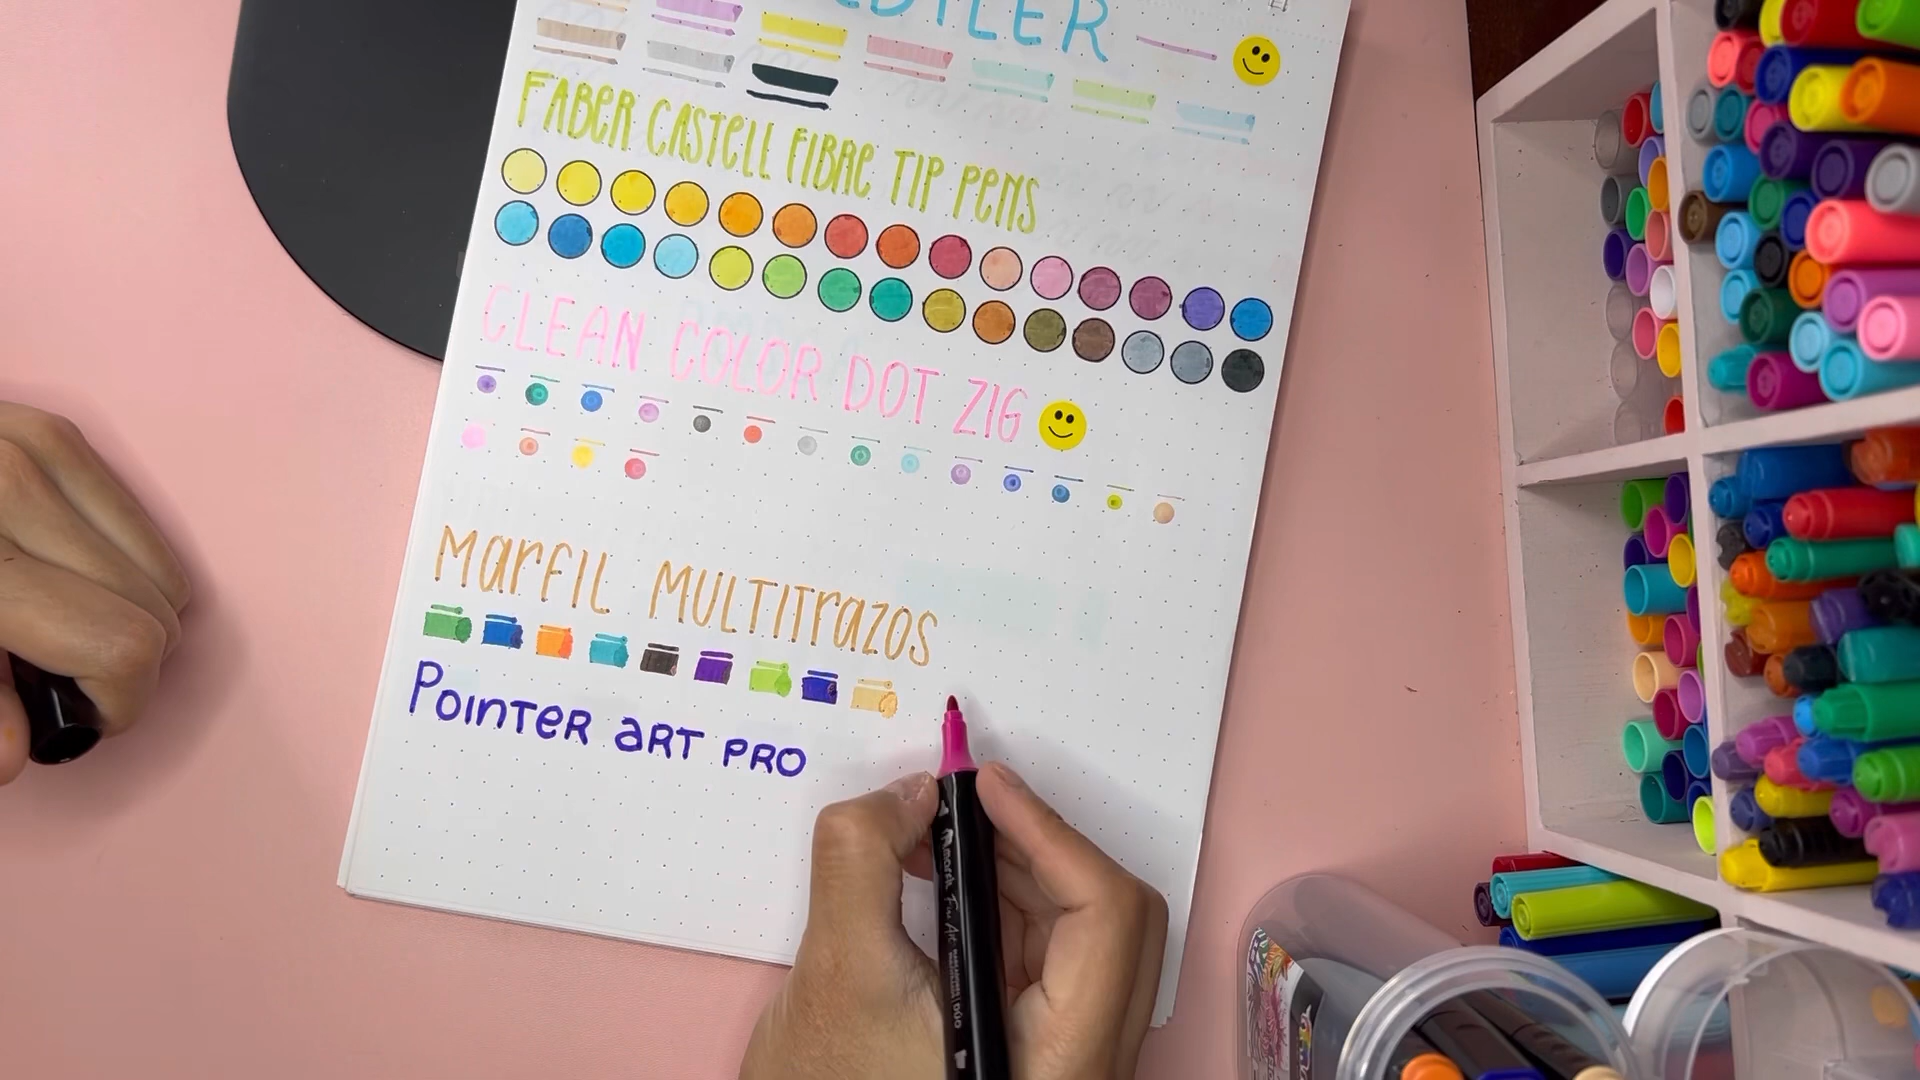 FABER CASTELL FIBRE TIP PENS
CLEAN COLOR DOT ZIG
MARFIL MULTITRAZOS
POINTER ART PRO